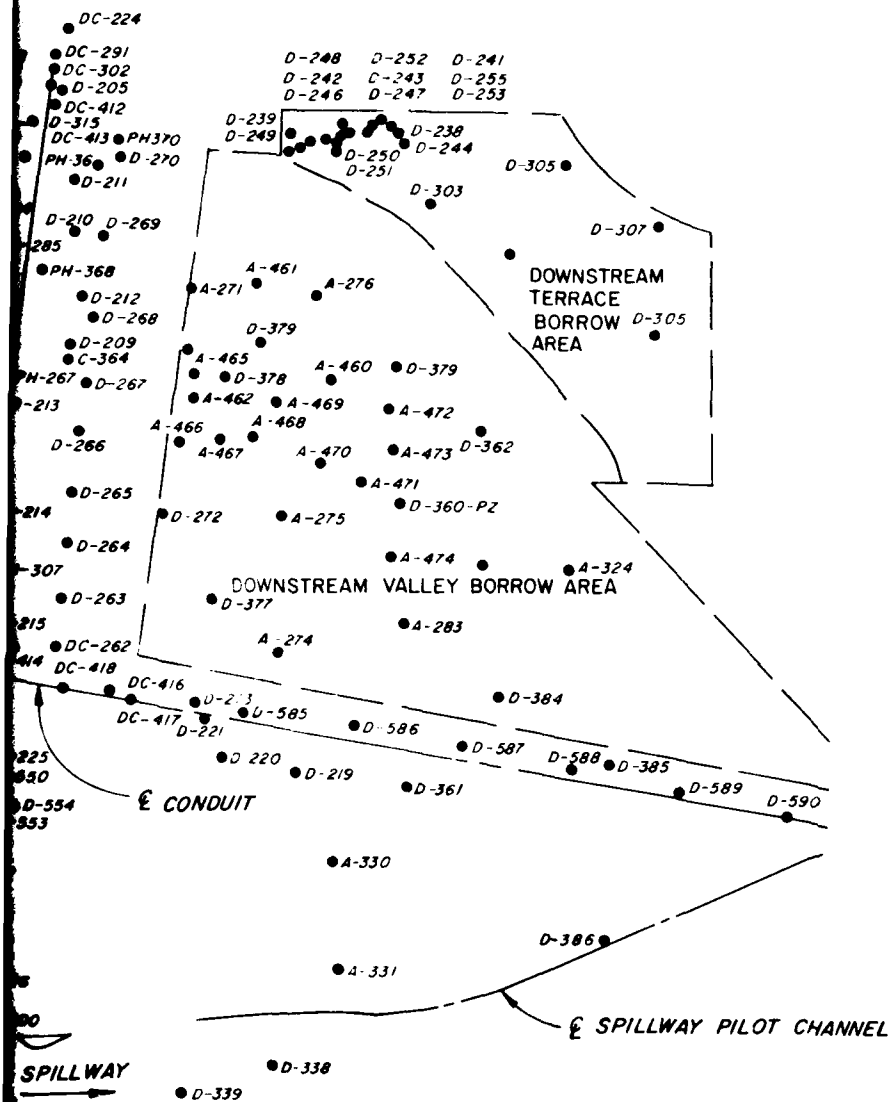 DC-224
DC-291
DC-302
D-205
DC-412
D-315
DC-413
PH370
PH-36
D-270
D-211
D-210
D-269
285
PH-368
D-212
D-268
D-209
C-364
PH-267
D-267
213
D-266
D-265
214
D-264
307
D-263
215
DC-262
414
DC-418
DC-416
DC-417
D-248 D-252 D-241
D-242 D-243 D-255
D-246 D-247 D-253
D-239
D-249
D-238
D-244
D-250
D-251
D-303
D-305
D-307
DOWNSTREAM
TERRACE
BORROW
AREA
D-305
A-461
A-271
A-276
D-379
A-465
D-378
A-460
D-379
A-462
A-469
A-472
A-466
A-467
A-468
A-470
A-473
D-362
A-471
D-272
A-275
D-360-PZ
A-474
A-324
DOWNSTREAM VALLEY BORROW AREA
D-377
A-283
A-274
D-384
D-221
D-585
D-586
D-587
D-588
D-385
D-589
D-590
225
550
D-554
553
D-220
D-219
D-361
℄ CONDUIT
A-330
D-386
A-331
℄ SPILLWAY PILOT CHANNEL
SPILLWAY
D-338
D-339